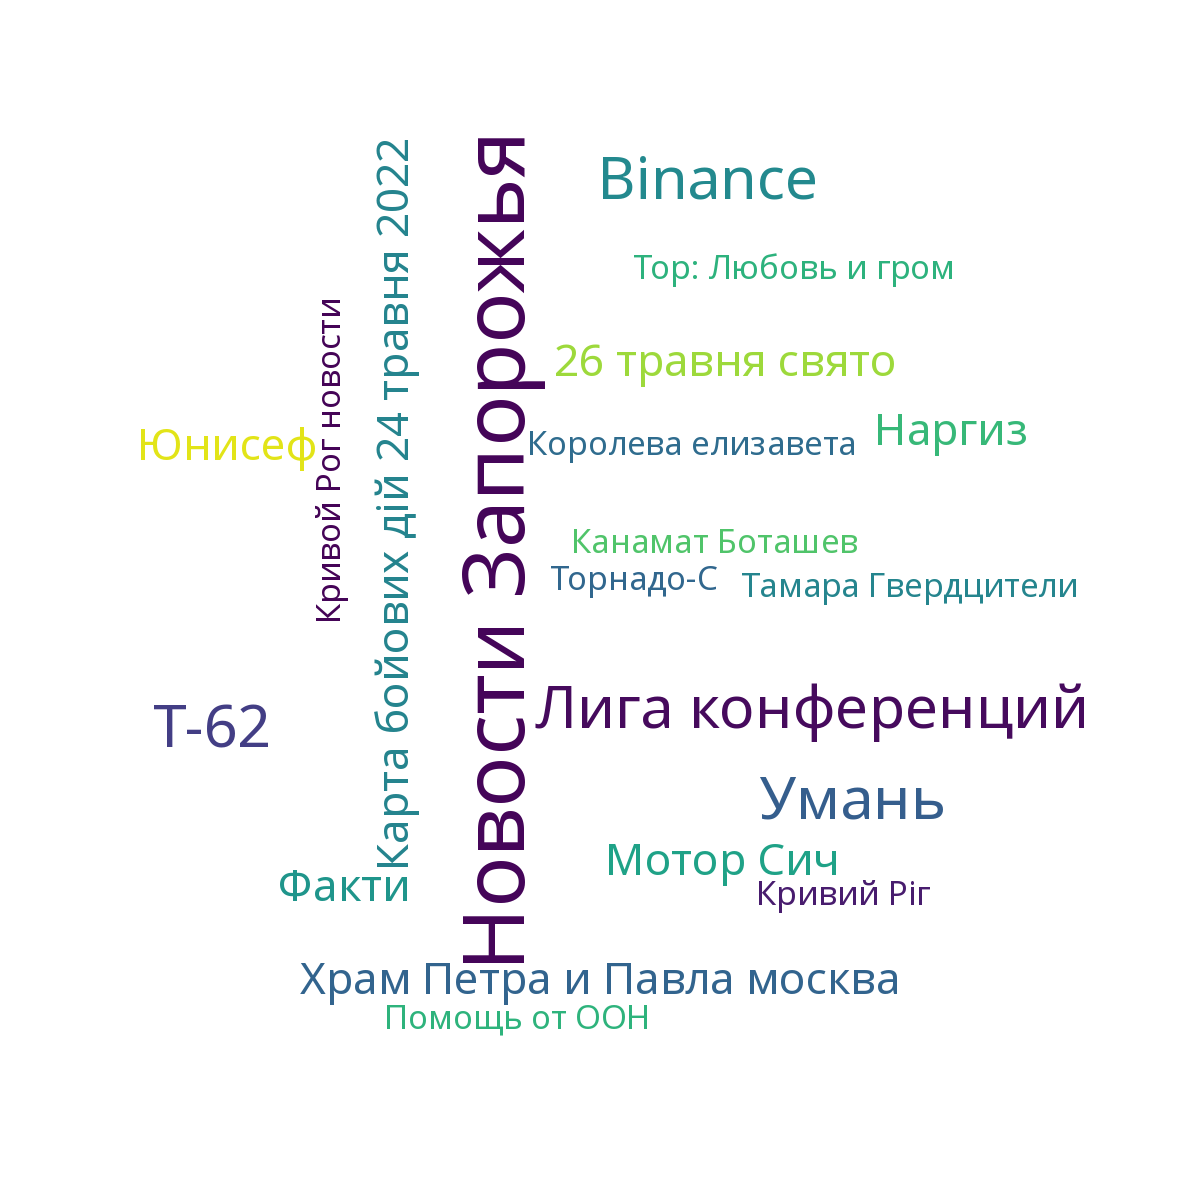 Новости Запорожья
Карта бойових дій 24 травня 2022
Кривой Рог новости
Binance
Тор: Любовь и гром
26 травня свято
Наргиз
Королева елизавета
Юнисеф
Канамат Боташев
Торнадо-С
Тамара Гвердцители
Лига конференций
Т-62
Умань
Мотор Сич
Факти
Кривий Ріг
Храм Петра и Павла москва
Помощь от ООН